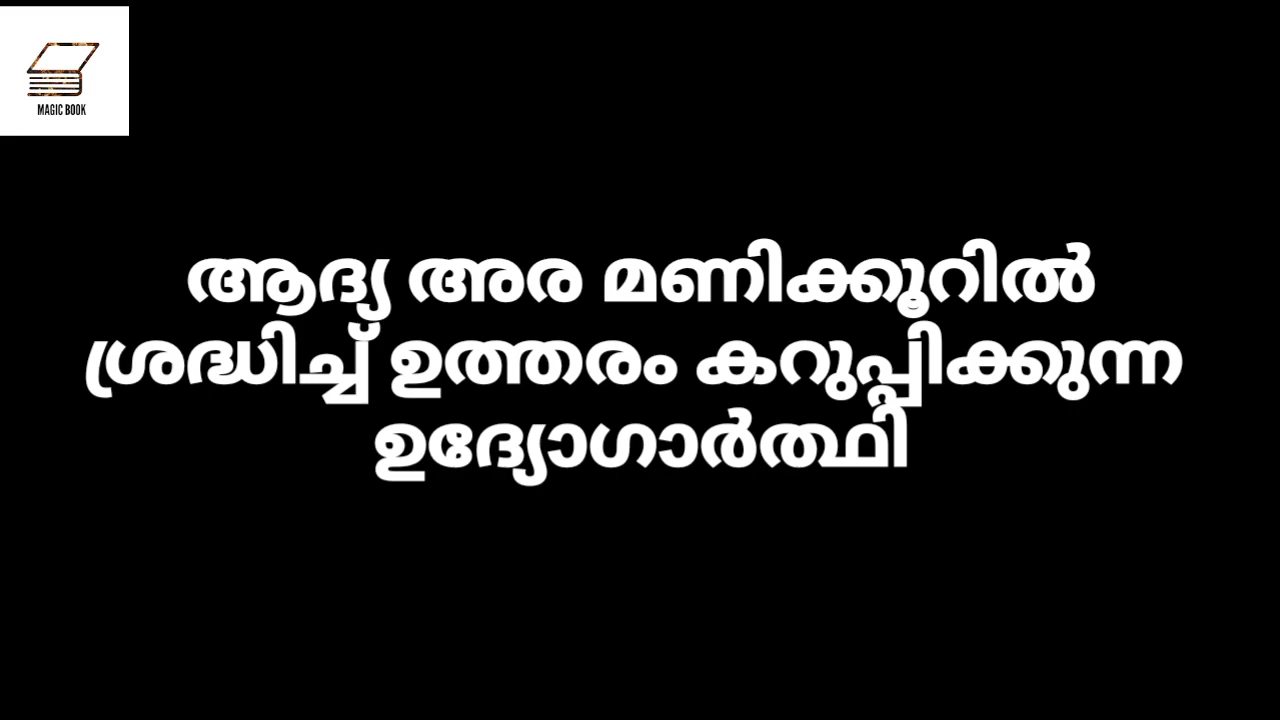 MAGIC BOOK
ആദ്യ അര മണിക്കൂറിൽ
ശ്രദ്ധിച്ച് ഉത്തരം കറുപ്പിക്കുന്ന
ഉദ്യോഗാർത്ഥി